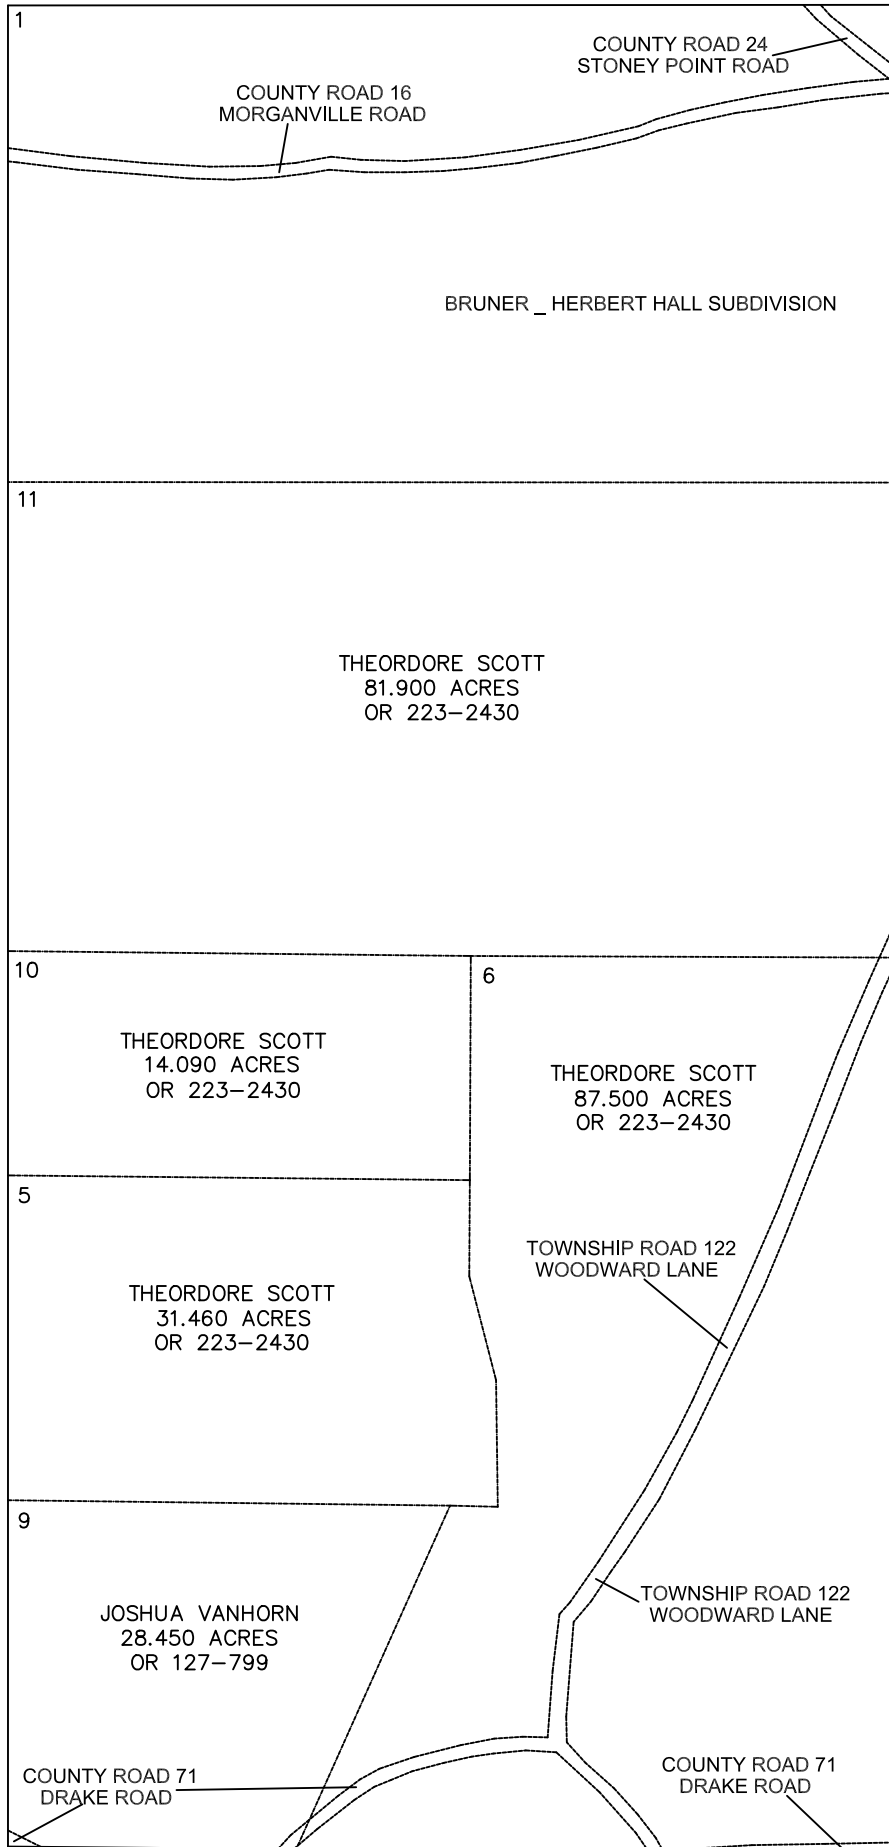 1
COUNTY ROAD 24
STONEY POINT ROAD
COUNTY ROAD 16
MORGANVILLE ROAD
BRUNER _ HERBERT HALL SUBDIVISION
11
THEORDORE SCOTT
81.900 ACRES
OR 223-2430
10
6
THEORDORE SCOTT
14.090 ACRES
OR 223-2430
THEORDORE SCOTT
87.500 ACRES
OR 223-2430
5
TOWNSHIP ROAD 122
WOODWARD LANE
THEORDORE SCOTT
31.460 ACRES
OR 223-2430
9
TOWNSHIP ROAD 122
WOODWARD LANE
JOSHUA VANHORN
28.450 ACRES
OR 127-799
COUNTY ROAD 71
DRAKE ROAD
COUNTY ROAD 71
DRAKE ROAD